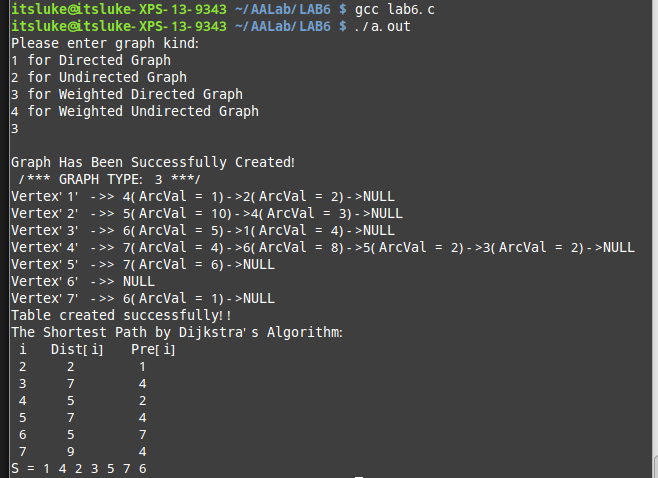 itsluke@itsluke-XPS-13-9343 ~/AALab/LAB6 $ gcc lab6.c
itsluke@itsluke-XPS-13-9343 ~/AALab/LAB6 $ ./a.out
Please enter graph kind:
1 for Directed Graph
2 for Undirected Graph
3 for Weighted Directed Graph
4 for Weighted Undirected Graph
3
Graph Has Been Successfully Created!
/*** GRAPH TYPE: 3 ***/
Vertex'1' ->> 4(ArcVal = 1)->2(ArcVal = 2)->NULL
Vertex'2' ->> 5(ArcVal = 10)->4(ArcVal = 3)->NULL
Vertex'3' ->> 6(ArcVal = 5)->1(ArcVal = 4)->NULL
Vertex'4' ->> 7(ArcVal = 4)->6(ArcVal = 8)->5(ArcVal = 2)->3(ArcVal = 2)->NULL
Vertex'5' ->> 7(ArcVal = 6)->NULL
Vertex'6' ->> NULL
Vertex'7' ->> 6(ArcVal = 1)->NULL
Table created successfully!!
The Shortest Path by Dijkstra's Algorithm:
i Dist[i] Pre[i]
2 2 1
3 7 4
4 5 2
5 7 4
6 5 7
7 9 4
S = 1 4 2 3 5 7 6